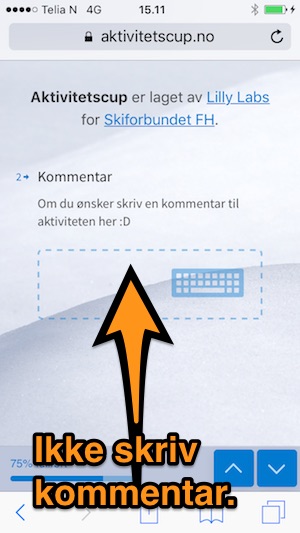 Telia N 4G 15.11
aktivitetscup.no
Aktivitetscup er laget av Lilly Labs
for Skiforbundet FH.
2 Kommentar
Om du ønsker skriv en kommentar til
aktiviteten her :D
75%
Ikke skriv
kommentar.